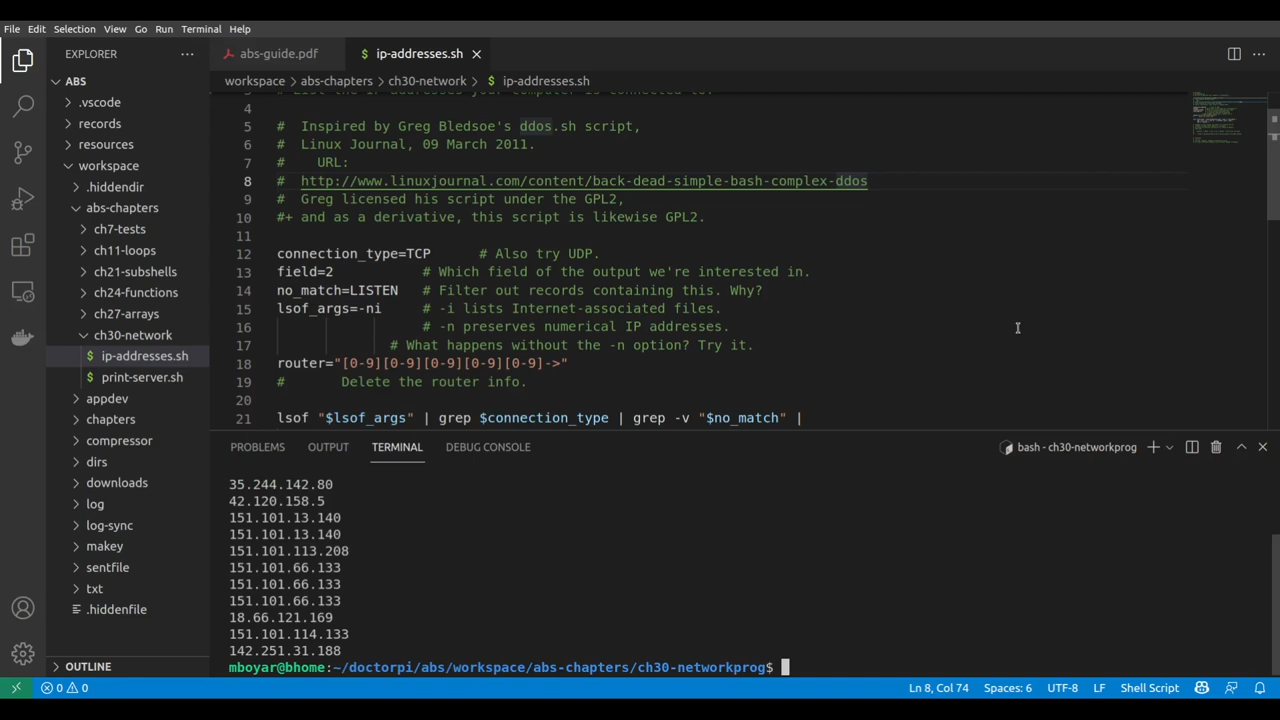 File Edit Selection View Go Run Terminal Help
EXPLORER
abs-guide.pdf
ip-addresses.sh
ABS
.vscode
records
resources
workspace
.hiddendir
abs-chapters
ch7-tests
ch11-loops
ch21-subshells
ch24-functions
ch27-arrays
ch30-network
ip-addresses.sh
print-server.sh
appdev
chapters
compressor
dirs
downloads
log
log-sync
makey
sentfile
txt
.hiddenfile
OUTLINE
workspace > abs-chapters > ch30-network > ip-addresses.sh
3 # List the IP addresses your computer is connected to.
4
5 #  Inspired by Greg Bledsoe's ddos.sh script,
6 #  Linux Journal, 09 March 2011.
7 #    URL:
8 #  http://www.linuxjournal.com/content/back-dead-simple-bash-complex-ddos
9 #  Greg licensed his script under the GPL2,
10 #+ and as a derivative, this script is likewise GPL2.
11
12 connection_type=TCP      # Also try UDP.
13 field=2           # Which field of the output we're interested in.
14 no_match=LISTEN   # Filter out records containing this. Why?
15 lsof_args=-ni     # -i lists Internet-associated files.
16                   # -n preserves numerical IP addresses.
17               # What happens without the -n option? Try it.
18 router="[0-9][0-9][0-9][0-9][0-9]->"
19 #       Delete the router info.
21 lsof "$lsof_args" | grep $connection_type | grep -v "$no_match" |
PROBLEMS OUTPUT TERMINAL DEBUG CONSOLE
bash - ch30-networkprog
35.244.142.80
42.120.158.5
151.101.13.140
151.101.13.140
151.101.113.208
151.101.66.133
151.101.66.133
151.101.66.133
18.66.121.169
151.101.114.133
142.251.31.188
mboyar@bhome:~/doctorpi/abs/workspace/abs-chapters/ch30-networkprog$
0 0
Ln 8, Col 74 Spaces: 6 UTF-8 LF Shell Script